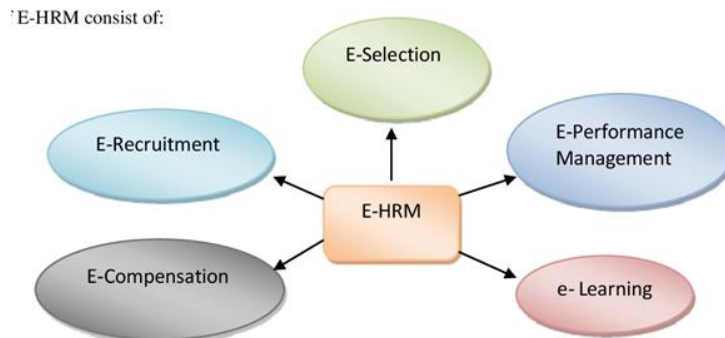 E-HRM consist of:
E-Selection
E-Recruitment
E-Performance
Management
E-HRM
E-Compensation
e- Learning